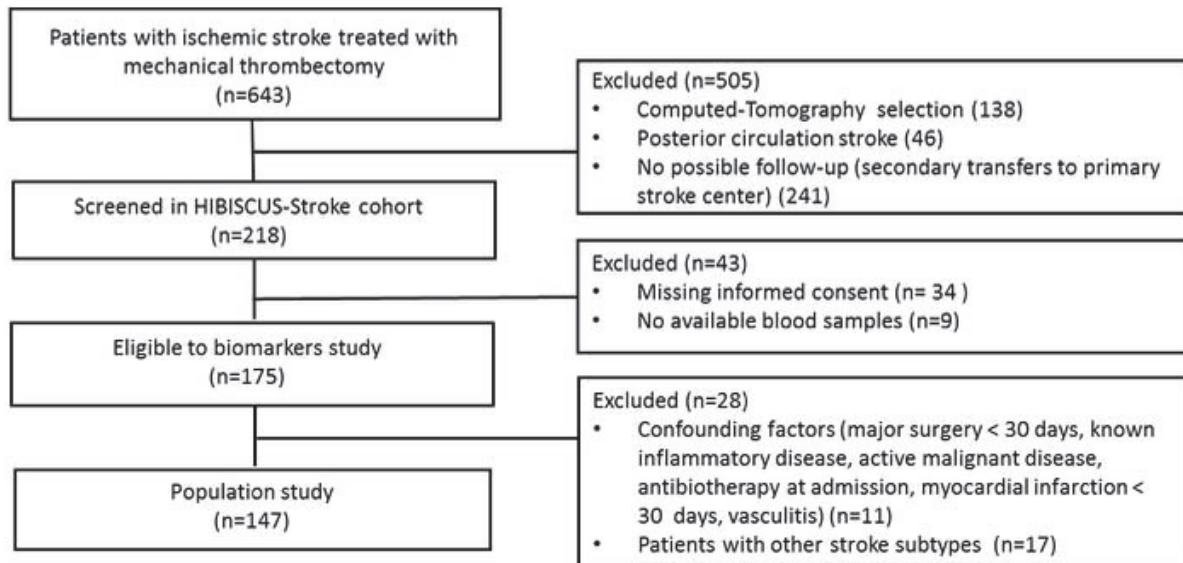 Patients with ischemic stroke treated with
mechanical thrombectomy
(n=643)
Excluded (n=505)
• Computed-Tomography selection (138)
• Posterior circulation stroke (46)
• No possible follow-up (secondary transfers to primary
stroke center) (241)
Screened in HIBISCUS-Stroke cohort
(n=218)
Excluded (n=43)
• Missing informed consent (n= 34 )
• No available blood samples (n=9)
Eligible to biomarkers study
(n=175)
Excluded (n=28)
• Confounding factors (major surgery < 30 days, known
inflammatory disease, active malignant disease,
antibiotherapy at admission, myocardial infarction <
30 days, vasculitis) (n=11)
• Patients with other stroke subtypes (n=17)
Population study
(n=147)